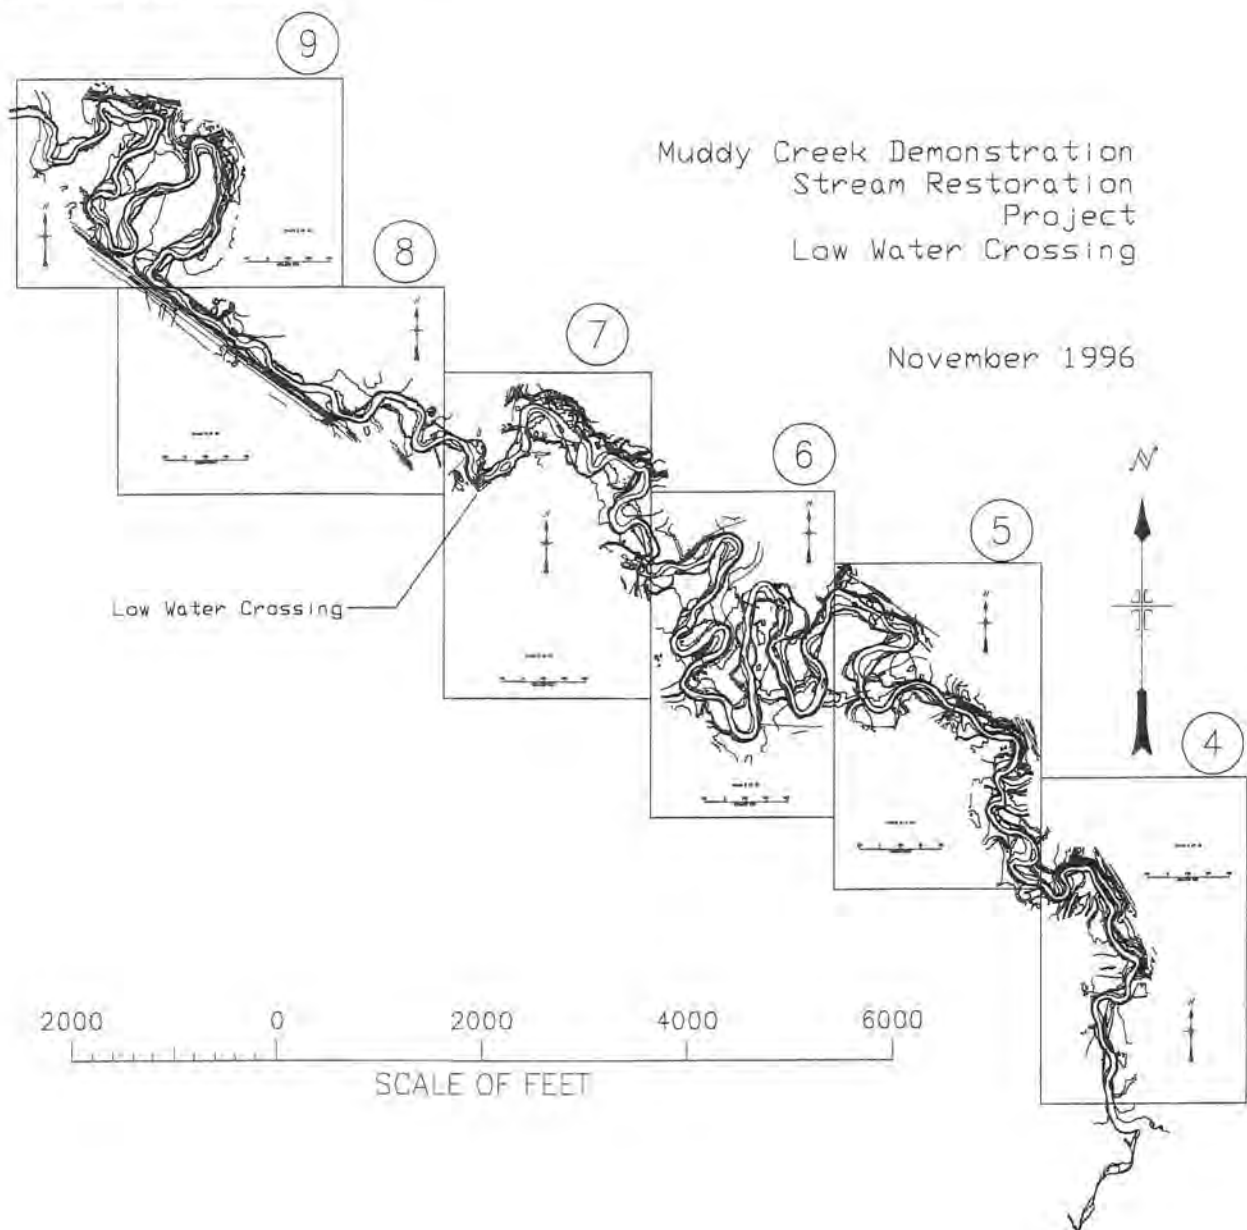 9
Muddy Creek Demonstration
Stream Restoration
Project
Low Water Crossing
8
7
November 1996
6
N
5
Low Water Crossing
4
2000 0 2000 4000 6000
SCALE OF FEET